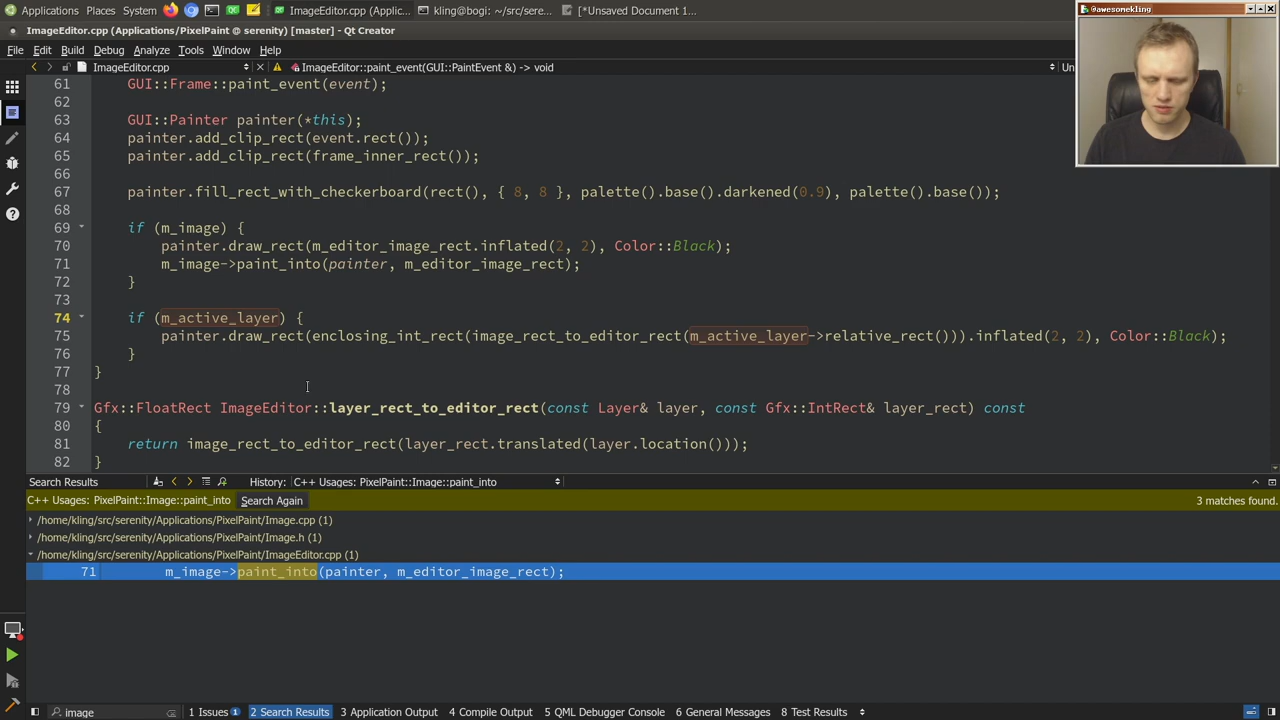 Applications Places System ImageEditor.cpp (Applic... kling@bogi: ~/src/sere... [*Unsaved Document 1...
@awesomekling
ImageEditor.cpp (Applications/PixelPaint @ serenity) [master] - Qt Creator
File Edit Build Debug Analyze Tools Window Help
ImageEditor.cpp ImageEditor::paint_event(GUI::PaintEvent &) -> void Un
61 GUI::Frame::paint_event(event);
62
63 GUI::Painter painter(*this);
64 painter.add_clip_rect(event.rect());
65 painter.add_clip_rect(frame_inner_rect());
66
67 painter.fill_rect_with_checkerboard(rect(), { 8, 8 }, palette().base().darkened(0.9), palette().base());
68
69 if (m_image) {
70 painter.draw_rect(m_editor_image_rect.inflated(2, 2), Color::Black);
71 m_image->paint_into(painter, m_editor_image_rect);
72 }
73
74 if (m_active_layer) {
75 painter.draw_rect(enclosing_int_rect(image_rect_to_editor_rect(m_active_layer->relative_rect())).inflated(2, 2), Color::Black);
76 }
77 }
78
79 Gfx::FloatRect ImageEditor::layer_rect_to_editor_rect(const Layer& layer, const Gfx::IntRect& layer_rect) const
80 {
81 return image_rect_to_editor_rect(layer_rect.translated(layer.location()));
82 }
Search Results History: C++ Usages: PixelPaint::Image::paint_into
C++ Usages: PixelPaint::Image::paint_into Search Again 3 matches found.
/home/kling/src/serenity/Applications/PixelPaint/Image.cpp (1)
/home/kling/src/serenity/Applications/PixelPaint/Image.h (1)
/home/kling/src/serenity/Applications/PixelPaint/ImageEditor.cpp (1)
71 m_image->paint_into(painter, m_editor_image_rect);
image 1 Issues 1 2 Search Results 3 Application Output 4 Compile Output 5 QML Debugger Console 6 General Messages 8 Test Results